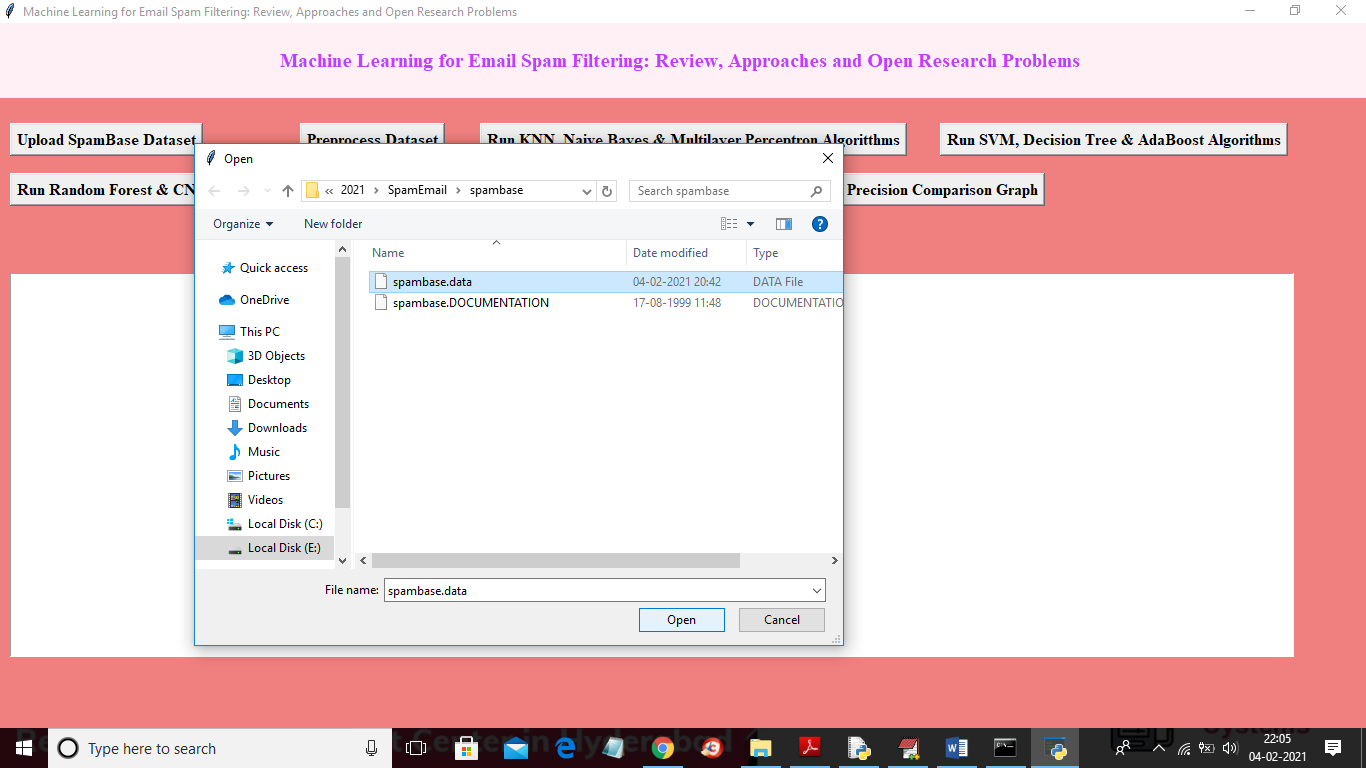 Machine Learning for Email Spam Filtering: Review, Approaches and Open Research Problems
Machine Learning for Email Spam Filtering: Review, Approaches and Open Research Problems
Upload SpamBase Dataset
Preprocess Dataset
Run KNN, Naive Bayes & Multilayer Perceptron Algoritthms
Run SVM, Decision Tree & AdaBoost Algorithms
Run Random Forest & CN
Precision Comparison Graph
Open
« 2021 > SpamEmail > spambase
Search spambase
Organize
New folder
Name
Date modified
Type
spambase.data
04-02-2021 20:42
DATA File
spambase.DOCUMENTATION
17-08-1999 11:48
DOCUMENTATIO
Quick access
OneDrive
This PC
3D Objects
Desktop
Documents
Downloads
Music
Pictures
Videos
Local Disk (C:)
Local Disk (E:)
File name:
spambase.data
Open
Cancel
Type here to search
22:05
04-02-2021